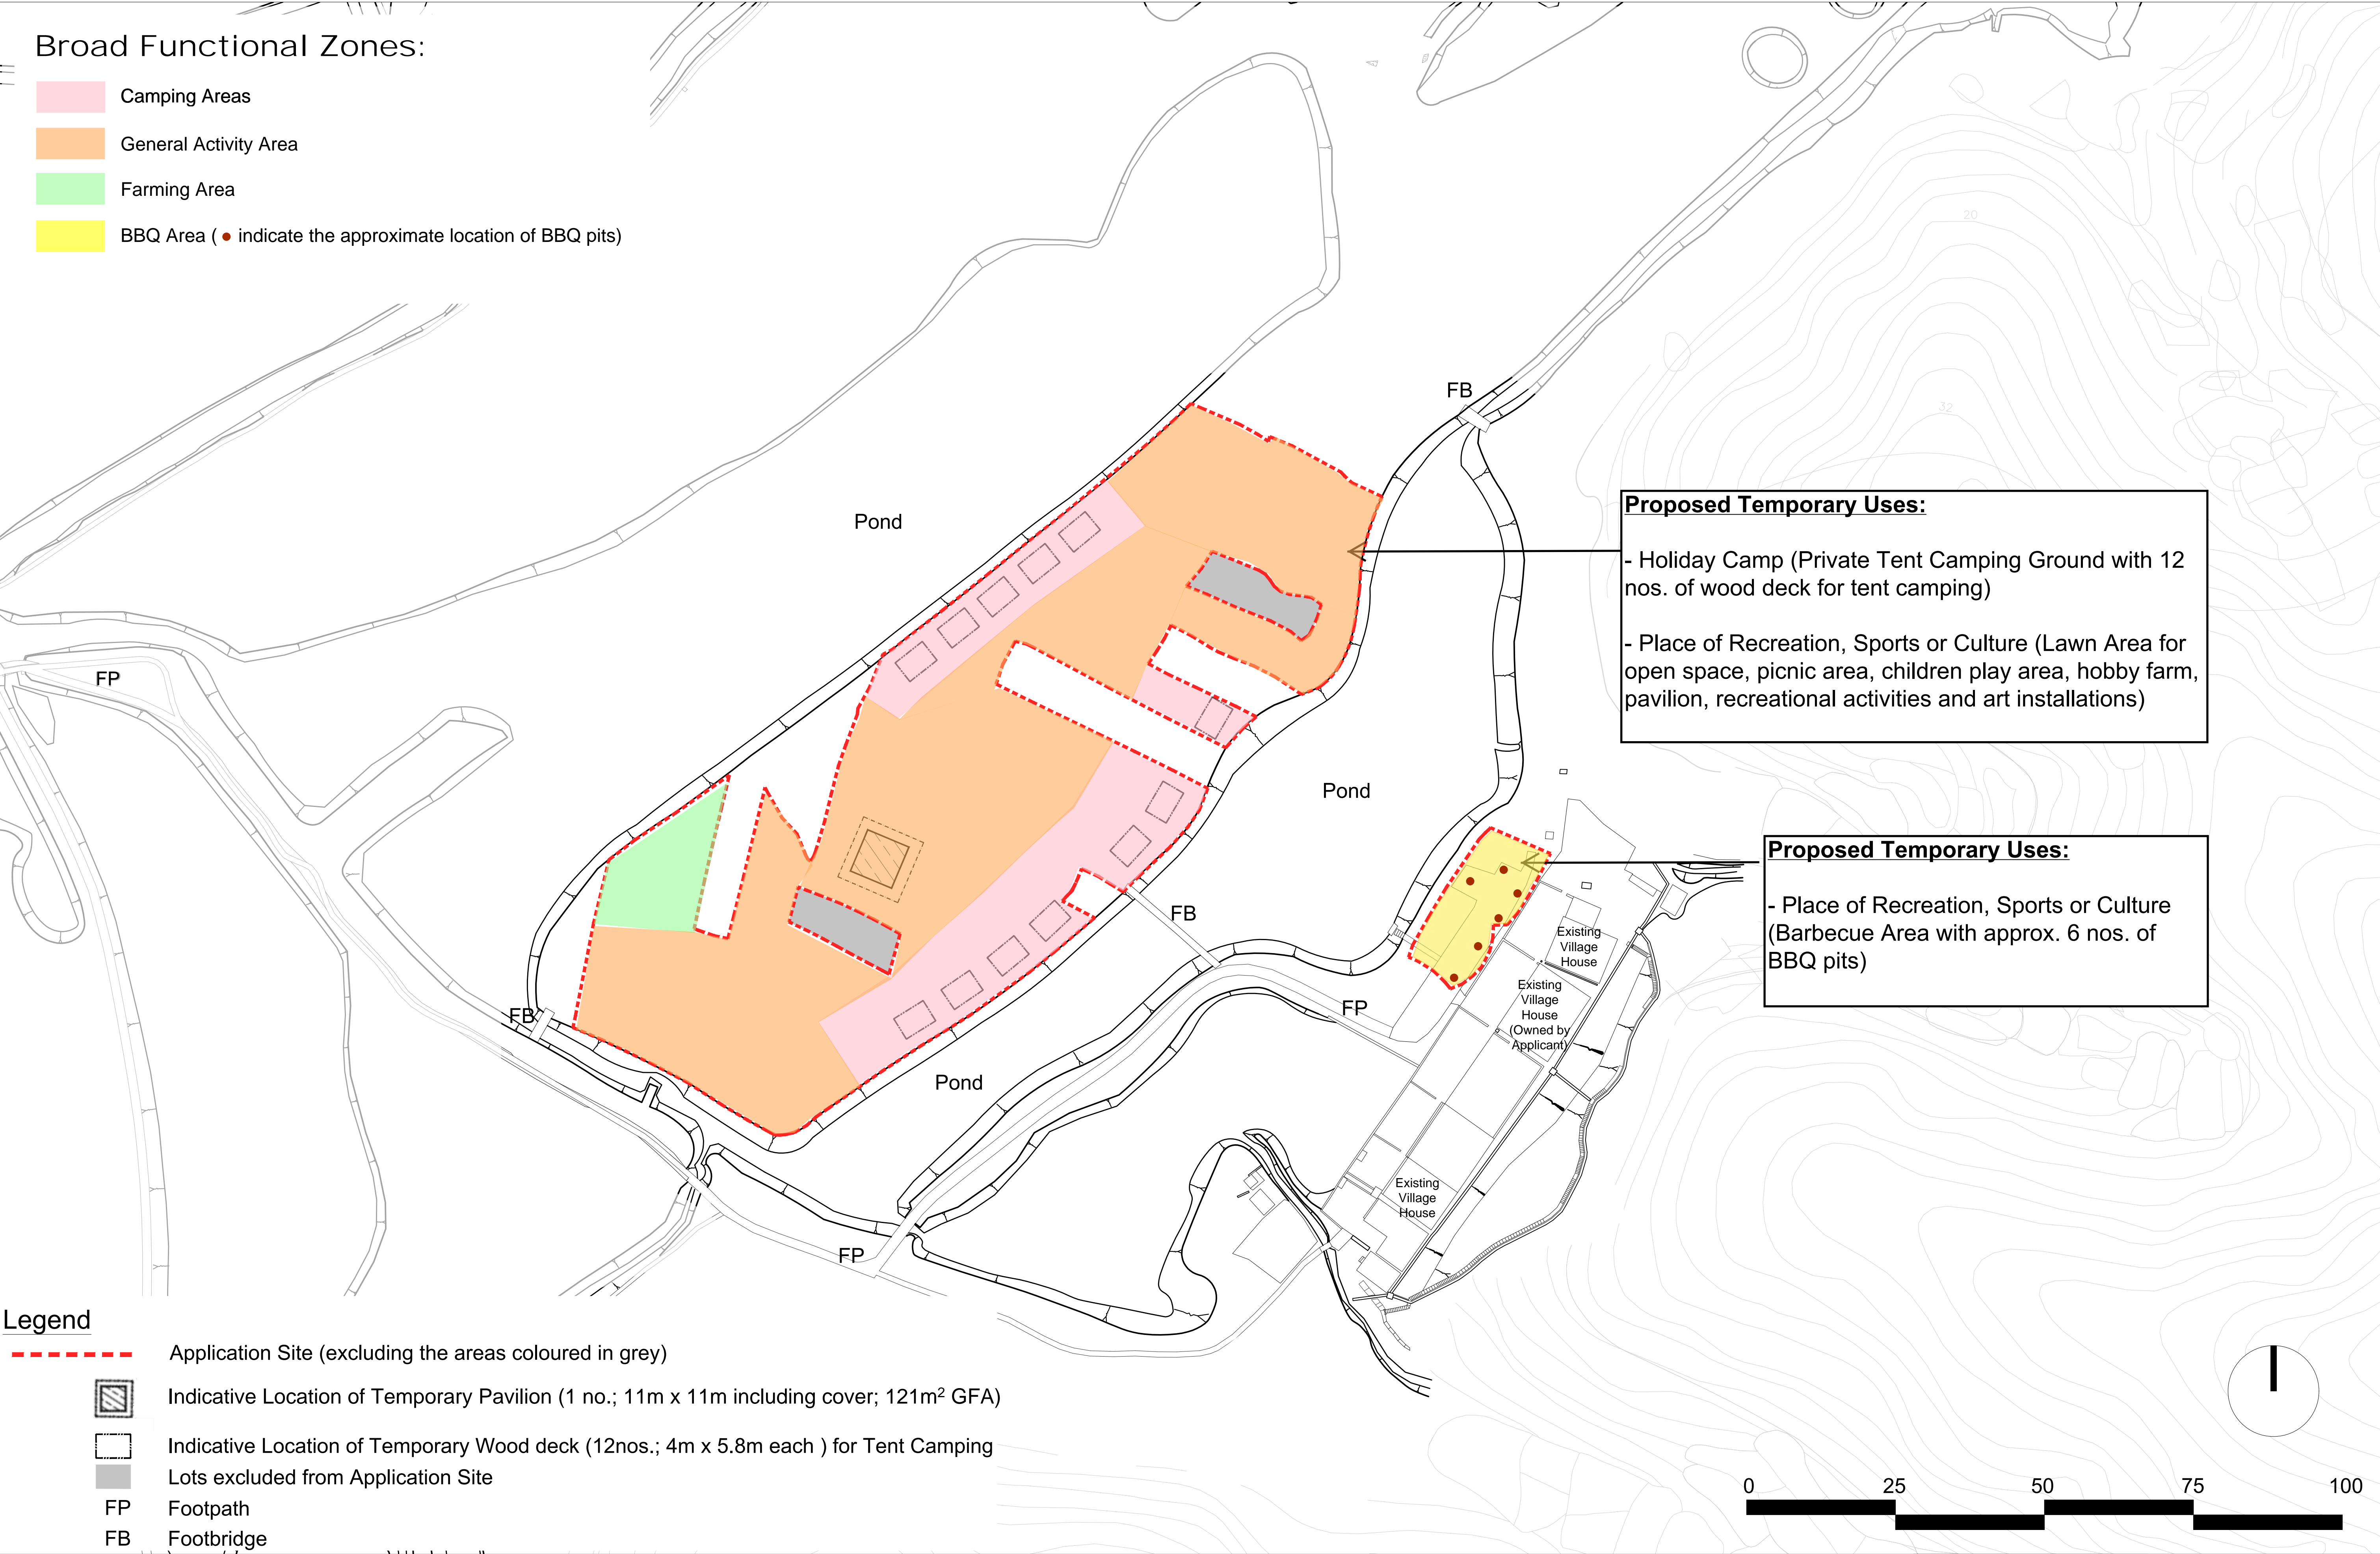 Broad Functional Zones:
Camping Areas
General Activity Area
Farming Area
BBQ Area ( ● indicate the approximate location of BBQ pits)
20
32
FB
Pond
FP
Proposed Temporary Uses:
- Holiday Camp (Private Tent Camping Ground with 12
nos. of wood deck for tent camping)
- Place of Recreation, Sports or Culture (Lawn Area for
open space, picnic area, children play area, hobby farm,
pavilion, recreational activities and art installations)
Pond
Proposed Temporary Uses:
- Place of Recreation, Sports or Culture
(Barbecue Area with approx. 6 nos. of
BBQ pits)
FB
Existing
Village
House
Existing
Village
House
(Owned by
Applicant)
FP
FB
Pond
Existing
Village
House
FP
Legend
Application Site (excluding the areas coloured in grey)
Indicative Location of Temporary Pavilion (1 no.; 11m x 11m including cover; 121m² GFA)
Indicative Location of Temporary Wood deck (12nos.; 4m x 5.8m each ) for Tent Camping
Lots excluded from Application Site
FP Footpath
FB Footbridge
0 25 50 75 100